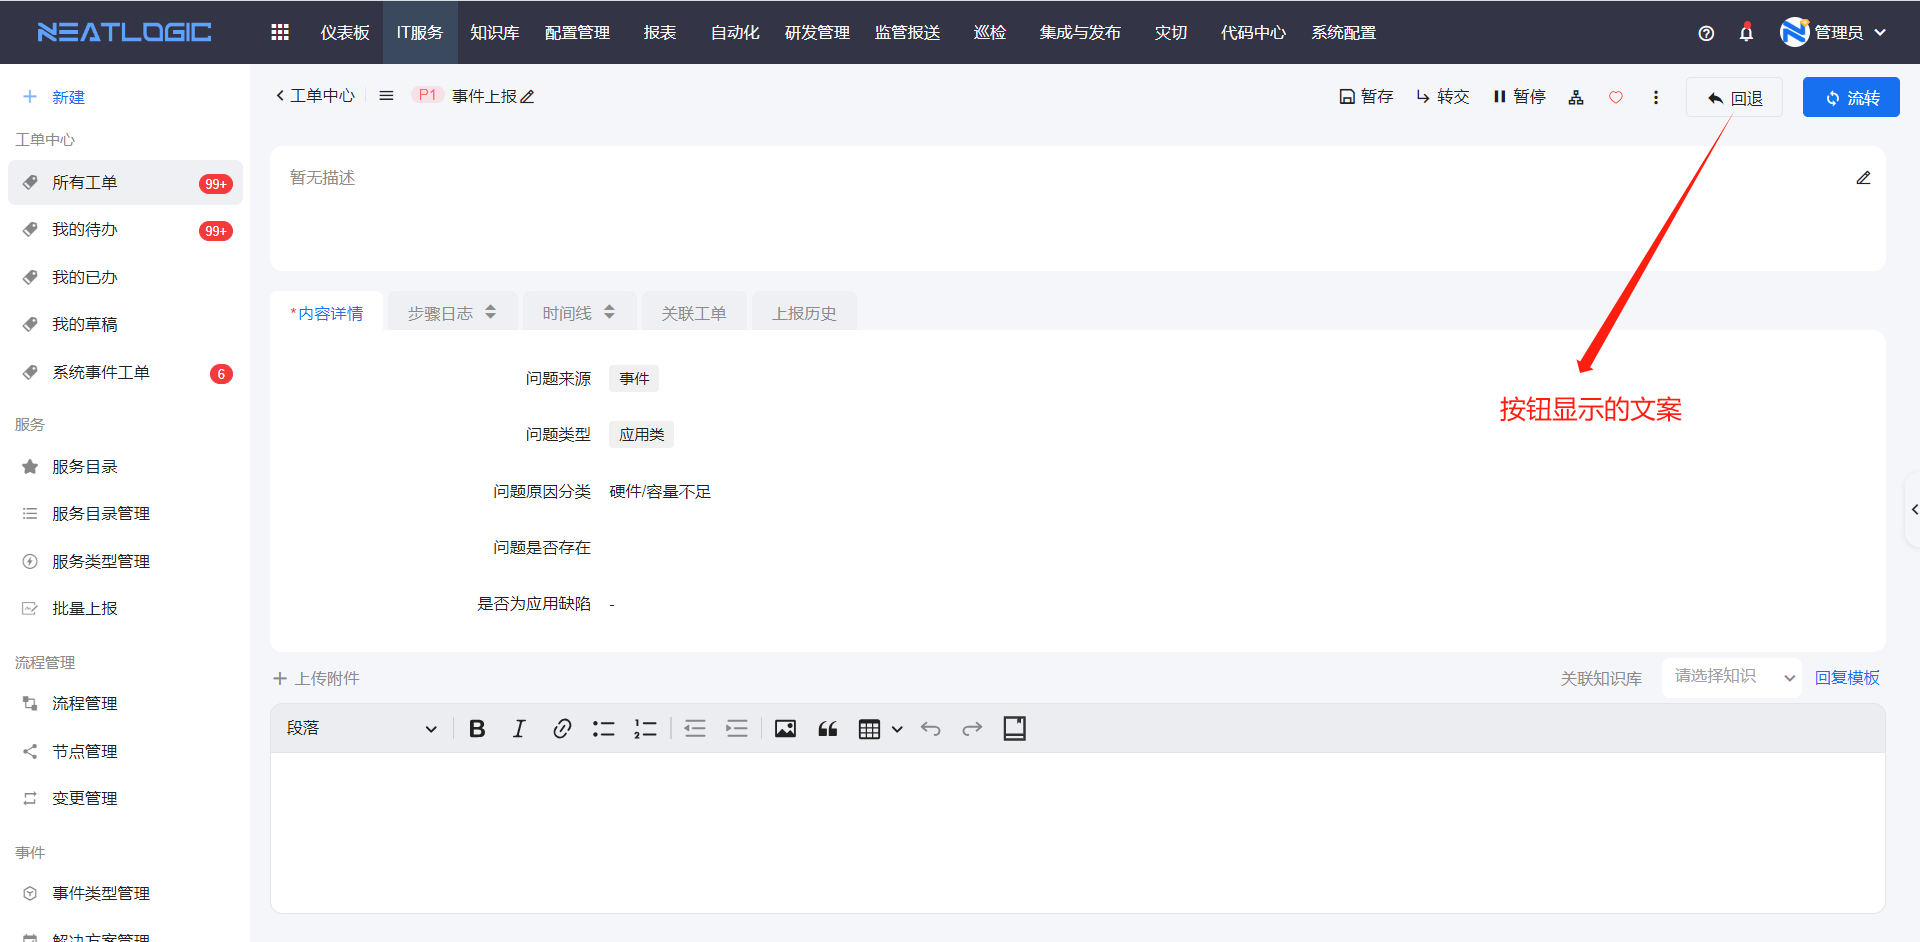 NEATLOGIC
仪表板 IT服务 知识库 配置管理 报表 自动化 研发管理 监管报送 巡检 集成与发布 灾切 代码中心 系统配置
管理员
新建
工单中心
所有工单 99+
我的待办 99+
我的已办
我的草稿
系统事件工单 6
服务
服务目录
服务目录管理
服务类型管理
批量上报
流程管理
流程管理
节点管理
变更管理
事件
事件类型管理
解决方案管理
工单中心 P1 事件上报
暂存 转交 暂停 回退 流转
暂无描述
*内容详情 步骤日志 时间线 关联工单 上报历史
问题来源 事件
问题类型 应用类
问题原因分类 硬件/容量不足
问题是否存在
是否为应用缺陷 -
按钮显示的文案
上传附件
关联知识库 请选择知识 回复模板
段落